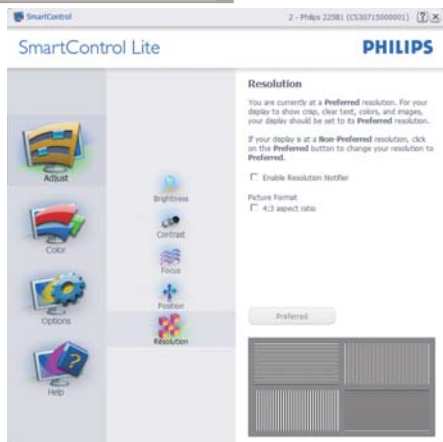 SmartControl
2 - Philips 225B1 (CS30715000001)
SmartControl Lite
PHILIPS
Adjust
Color
Options
Help
Brightness
Contrast
Focus
Position
Resolution
Resolution
You are currently at a Preferred resolution. For your
display to show crisp, clear text, colors, and images,
your display should be set to its Preferred resolution.
If your display is at a Non-Preferred resolution, click
on the Preferred button to change your resolution to
Preferred.
Enable Resolution Notifier
Picture Format
4:3 aspect ratio
Preferred